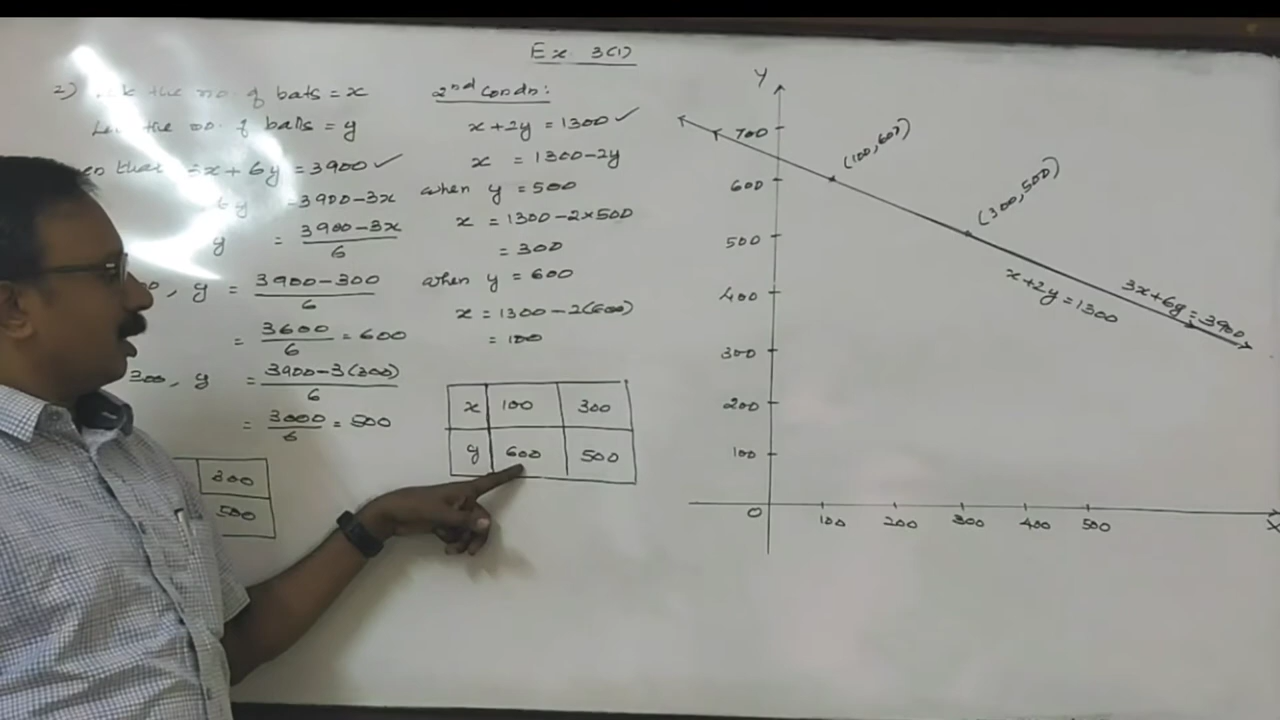 Ex 3(1)
2) the no. of bats = x
Let the no. of balls = y
that 3x + 6y = 3900 ✓
6y = 3900 - 3x
y = 3900 - 3x / 6
, y = 3900 - 300 / 6
= 3600 / 6 = 600
300, y = 3900 - 3(300) / 6
= 3000 / 6 = 500
300
500
2nd Condn:
x + 2y = 1300 ✓
x = 1300 - 2y
when y = 500
x = 1300 - 2×500
= 300
when y = 600
x = 1300 - 2(600)
= 100
x 100 300
y 600 500
Y
700
600
500
400
300
200
100
O
100 200 300 400 500
X
(100, 600)
(300, 500)
x + 2y = 1300
3x + 6y = 3900